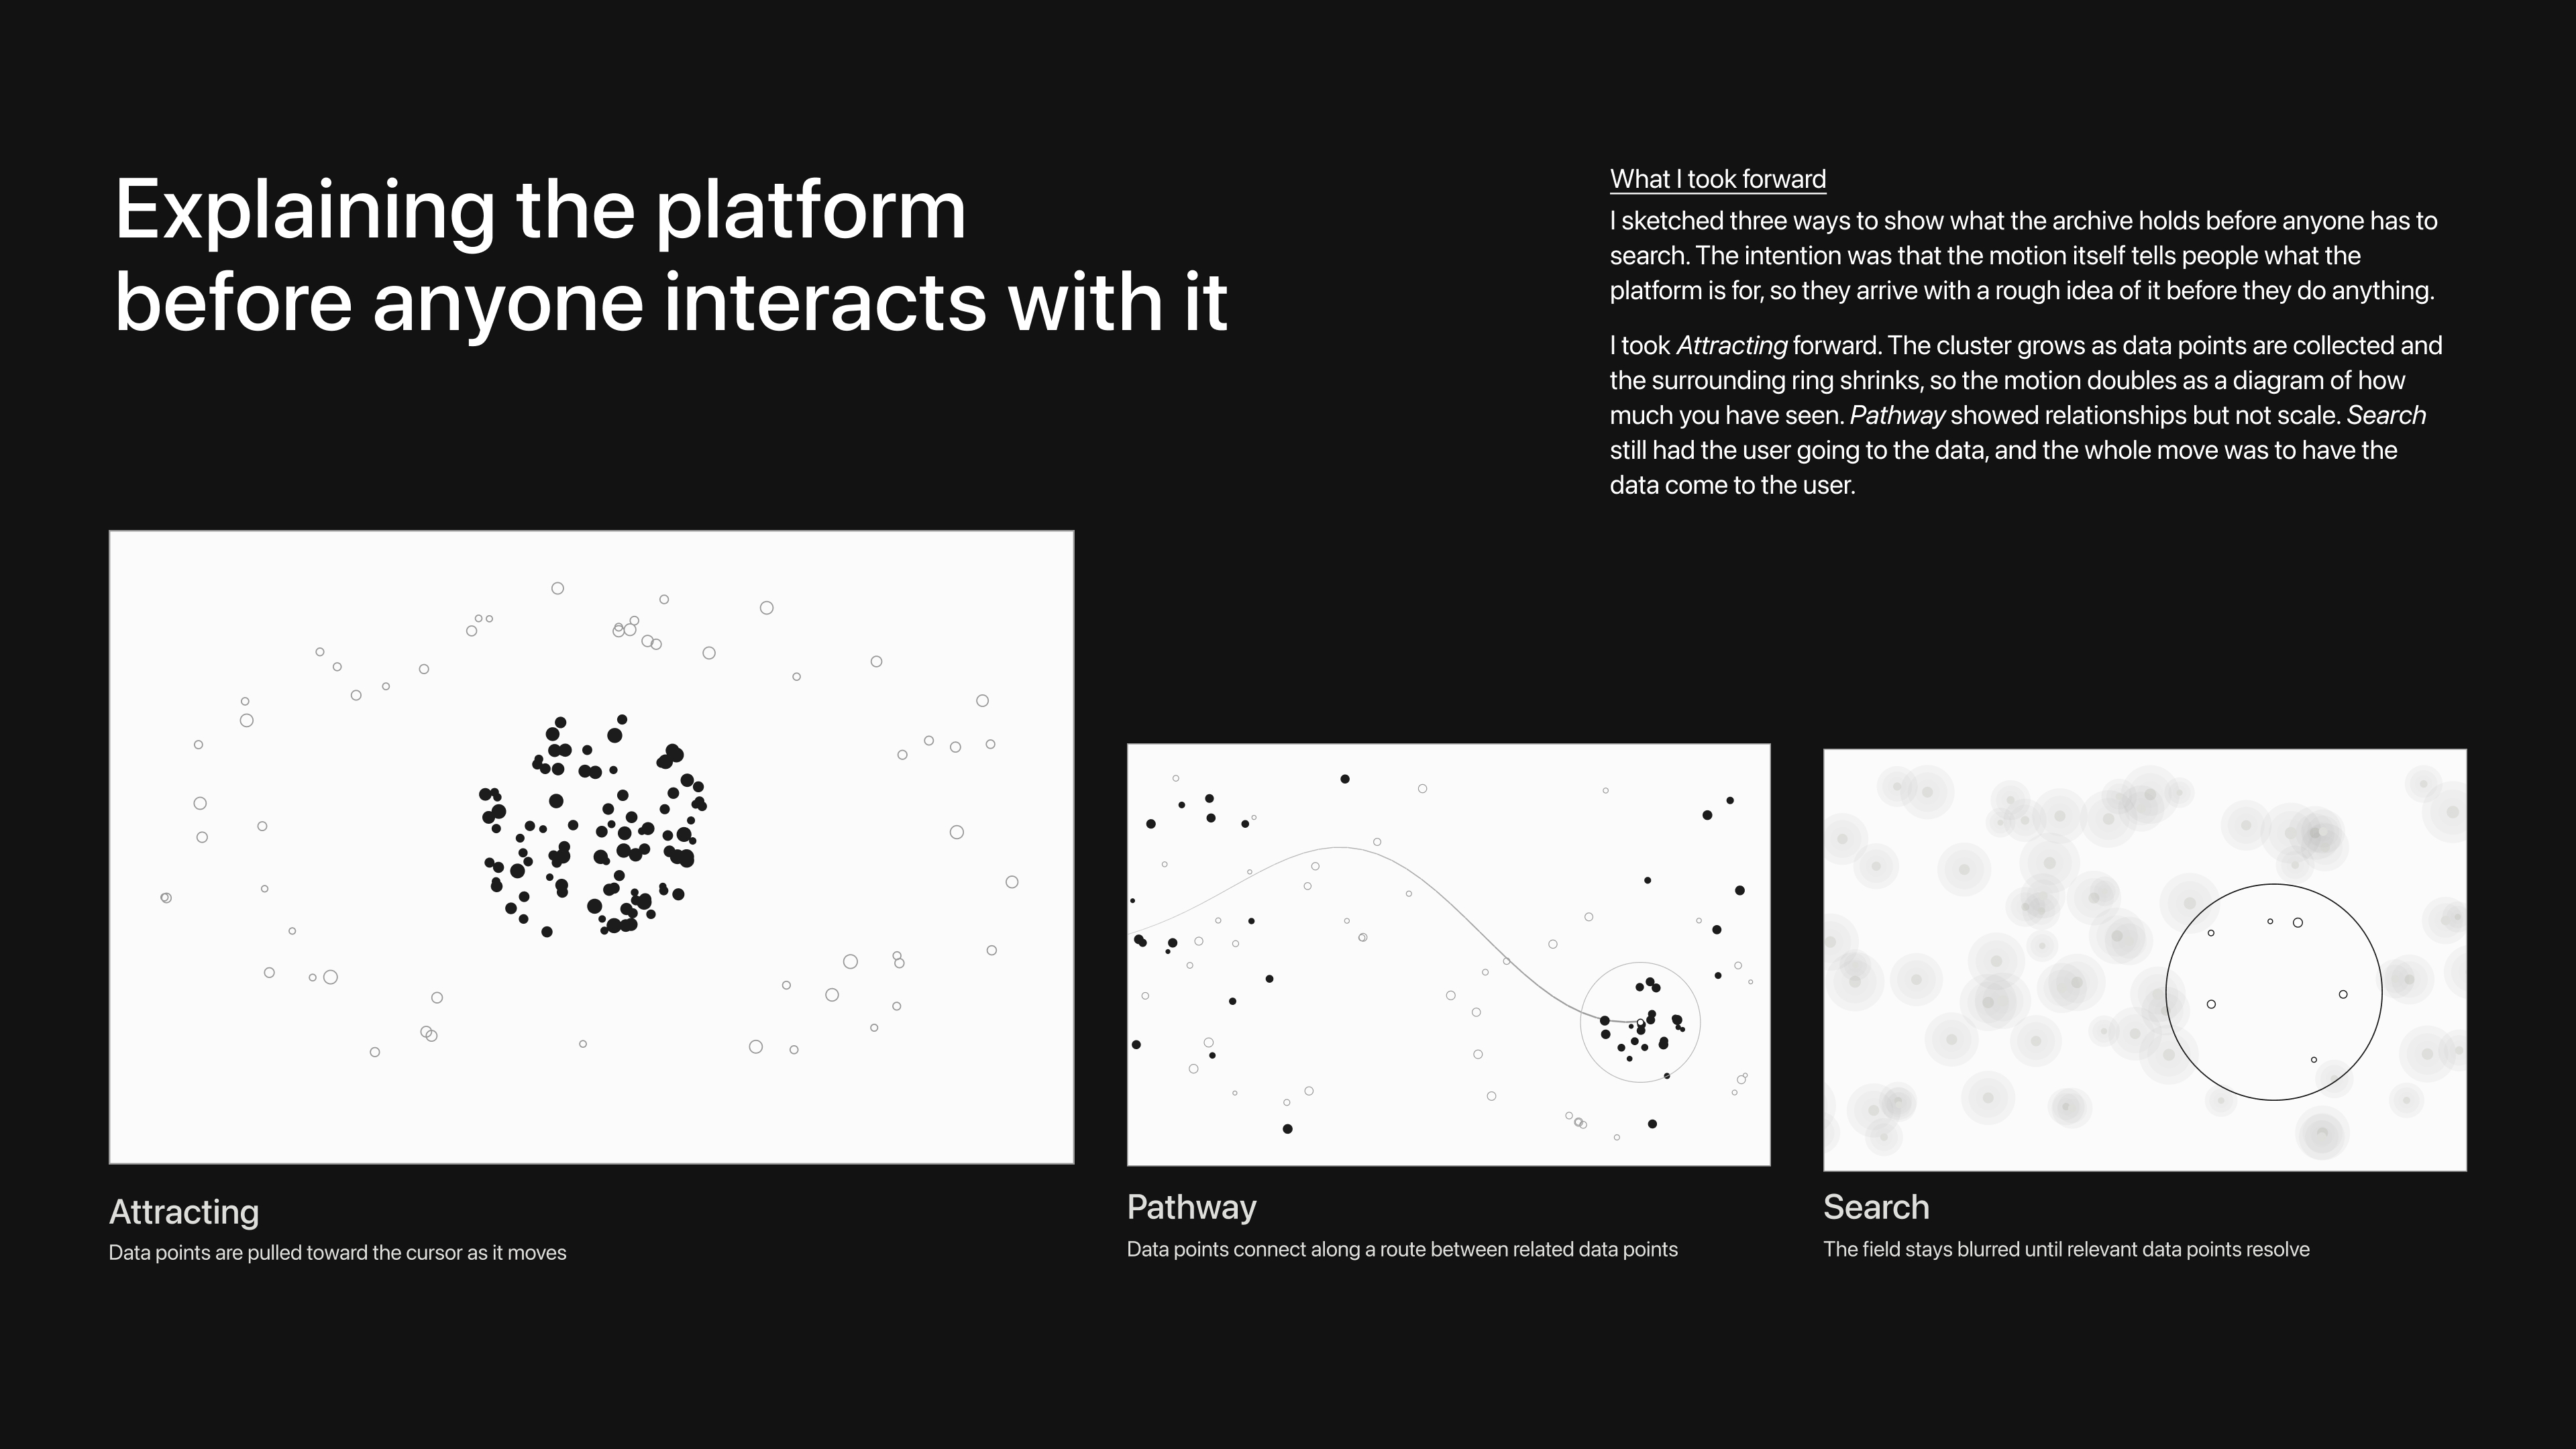 Explaining the platform
before anyone interacts with it
What I took forward
I sketched three ways to show what the archive holds before anyone has to
search. The intention was that the motion itself tells people what the
platform is for, so they arrive with a rough idea of it before they do anything.
I took Attracting forward. The cluster grows as data points are collected and
the surrounding ring shrinks, so the motion doubles as a diagram of how
much you have seen. Pathway showed relationships but not scale. Search
still had the user going to the data, and the whole move was to have the
data come to the user.
Attracting
Data points are pulled toward the cursor as it moves
Pathway
Data points connect along a route between related data points
Search
The field stays blurred until relevant data points resolve